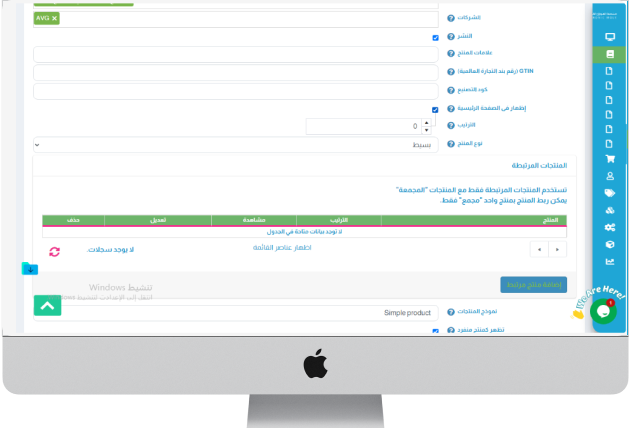 AVG ×
الشركات
النشر
علامات المنتج
GTIN (رقم بند التجارة العالمية)
كود التصنيع
إظهار في الصفحة الرئيسية
الترتيب
0
نوع المنتج
بسيط
المنتجات المرتبطة
تستخدم المنتجات المرتبطة فقط مع المنتجات "المجمعة"
يمكن ربط المنتج بمنتج واحد "مجمع" فقط.
المنتج الترتيب مشاهدة تعديل حذف
لا توجد بيانات متاحة في الجدول
اظهار عناصر القائمة
لا يوجد سجلات.
إضافة منتج مرتبط
تنشيط Windows
انتقل إلى الإعدادات لتنشيط Windows
We Are Here!
نموذج المنتجات
Simple product
تظهر كمنتج منفرد